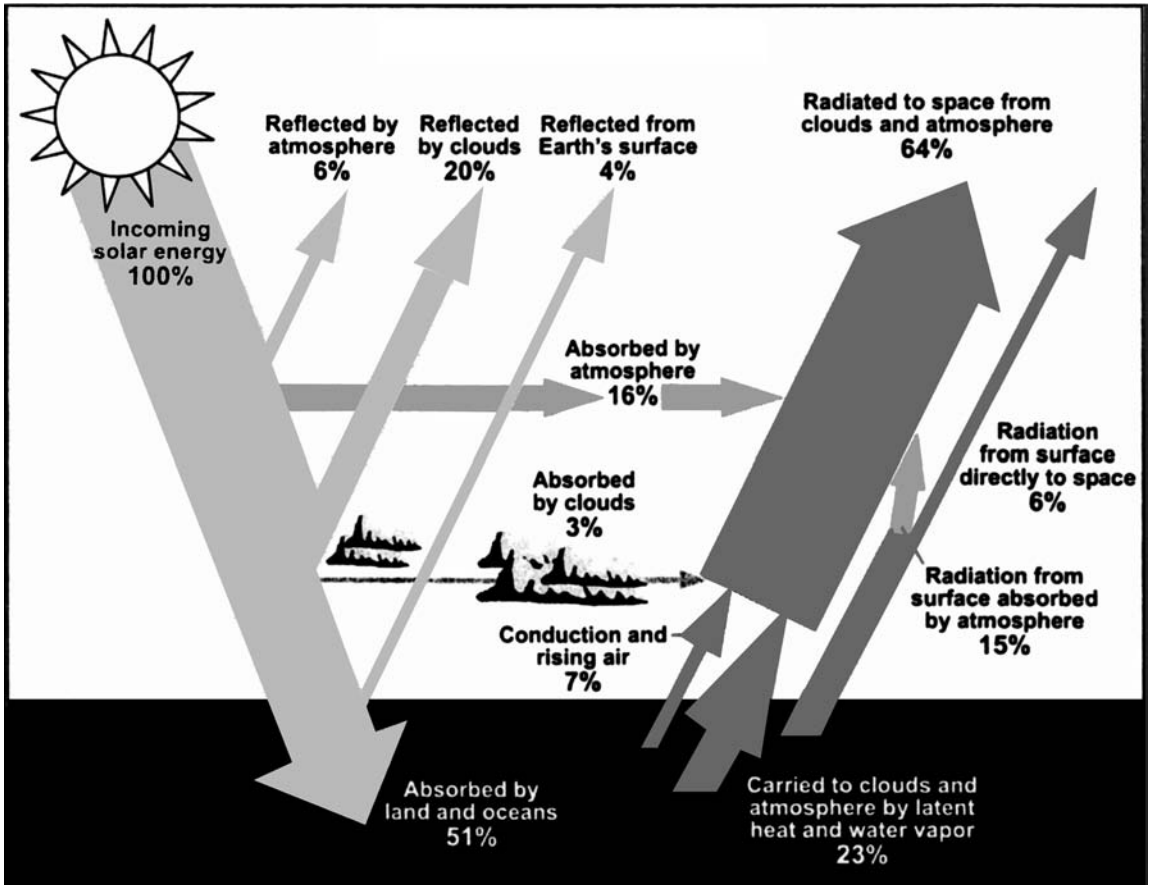 Reflected by
atmosphere
6%
Reflected
by clouds
20%
Reflected from
Earth's surface
4%
Radiated to space from
clouds and atmosphere
64%
Incoming
solar energy
100%
Absorbed by
atmosphere
16%
Radiation
from surface
directly to space
6%
Absorbed
by clouds
3%
Radiation from
surface absorbed
by atmosphere
15%
Conduction and
rising air
7%
Absorbed by
land and oceans
51%
Carried to clouds and
atmosphere by latent
heat and water vapor
23%